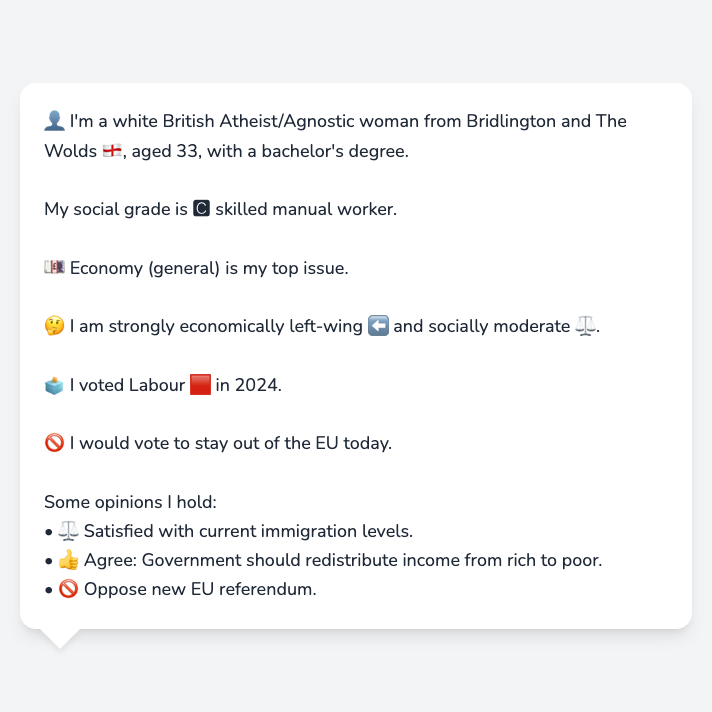 👤 I'm a white British Atheist/Agnostic woman from Bridlington and The
Wolds 🏴󠁧󠁢󠁥󠁮󠁧󠁿, aged 33, with a bachelor's degree.
My social grade is 🅲 skilled manual worker.
💷 Economy (general) is my top issue.
🤔 I am strongly economically left-wing ⬅️ and socially moderate ⚖️.
🗳️ I voted Labour 🟥 in 2024.
🚫 I would vote to stay out of the EU today.
Some opinions I hold:
• ⚖️ Satisfied with current immigration levels.
• 👍 Agree: Government should redistribute income from rich to poor.
• 🚫 Oppose new EU referendum.